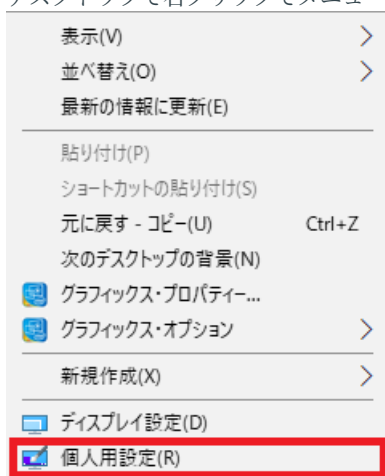 デスクトップで右クリックでメニュー
表示(V)
並べ替え(O)
最新の情報に更新(E)
貼り付け(P)
ショートカットの貼り付け(S)
元に戻す - コピー(U) Ctrl+Z
次のデスクトップの背景(N)
グラフィックス・プロパティー...
グラフィックス・オプション
新規作成(X)
ディスプレイ設定(D)
個人用設定(R)